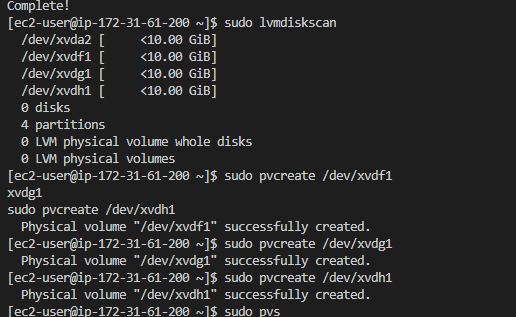 Complete!
[ec2-user@ip-172-31-61-200 ~]$ sudo lvmdiskscan
/dev/xvda2 [     <10.00 GiB]
/dev/xvdf1 [     <10.00 GiB]
/dev/xvdg1 [     <10.00 GiB]
/dev/xvdh1 [     <10.00 GiB]
0 disks
4 partitions
0 LVM physical volume whole disks
0 LVM physical volumes
[ec2-user@ip-172-31-61-200 ~]$ sudo pvcreate /dev/xvdf1
xvdg1
sudo pvcreate /dev/xvdh1
Physical volume "/dev/xvdf1" successfully created.
[ec2-user@ip-172-31-61-200 ~]$ sudo pvcreate /dev/xvdg1
Physical volume "/dev/xvdg1" successfully created.
[ec2-user@ip-172-31-61-200 ~]$ sudo pvcreate /dev/xvdh1
Physical volume "/dev/xvdh1" successfully created.
[ec2-user@ip-172-31-61-200 ~]$ sudo pvs